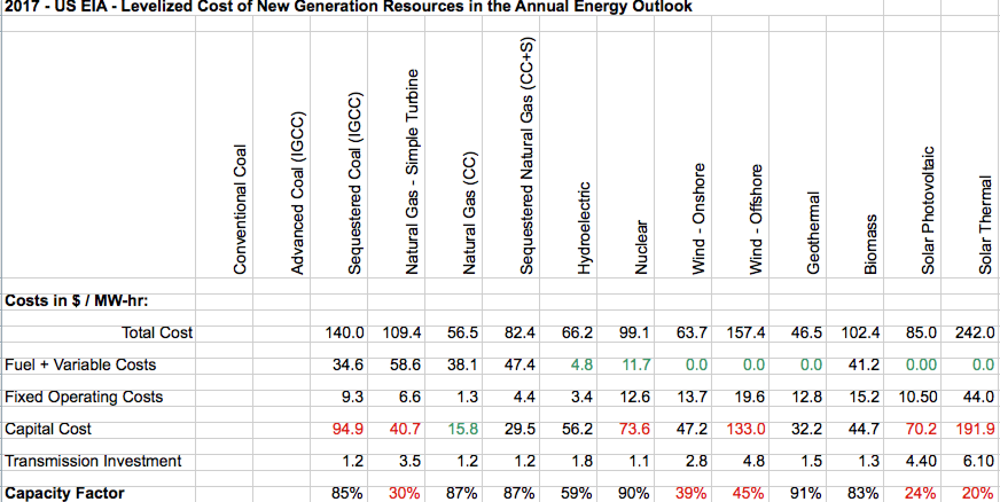 2017 - US EIA - Levelized Cost of New Generation Resources in the Annual Energy Outlook
Conventional Coal
Advanced Coal (IGCC)
Sequestered Coal (IGCC)
Natural Gas - Simple Turbine
Natural Gas (CC)
Sequestered Natural Gas (CC+S)
Hydroelectric
Nuclear
Wind - Onshore
Wind - Offshore
Geothermal
Biomass
Solar Photovoltaic
Solar Thermal
Costs in $ / MW-hr:
Total Cost 140.0 109.4 56.5 82.4 66.2 99.1 63.7 157.4 46.5 102.4 85.0 242.0
Fuel + Variable Costs 34.6 58.6 38.1 47.4 4.8 11.7 0.0 0.0 0.0 41.2 0.00 0.0
Fixed Operating Costs 9.3 6.6 1.3 4.4 3.4 12.6 13.7 19.6 12.8 15.2 10.50 44.0
Capital Cost 94.9 40.7 15.8 29.5 56.2 73.6 47.2 133.0 32.2 44.7 70.2 191.9
Transmission Investment 1.2 3.5 1.2 1.2 1.8 1.1 2.8 4.8 1.5 1.3 4.40 6.10
Capacity Factor 85% 30% 87% 87% 59% 90% 39% 45% 91% 83% 24% 20%